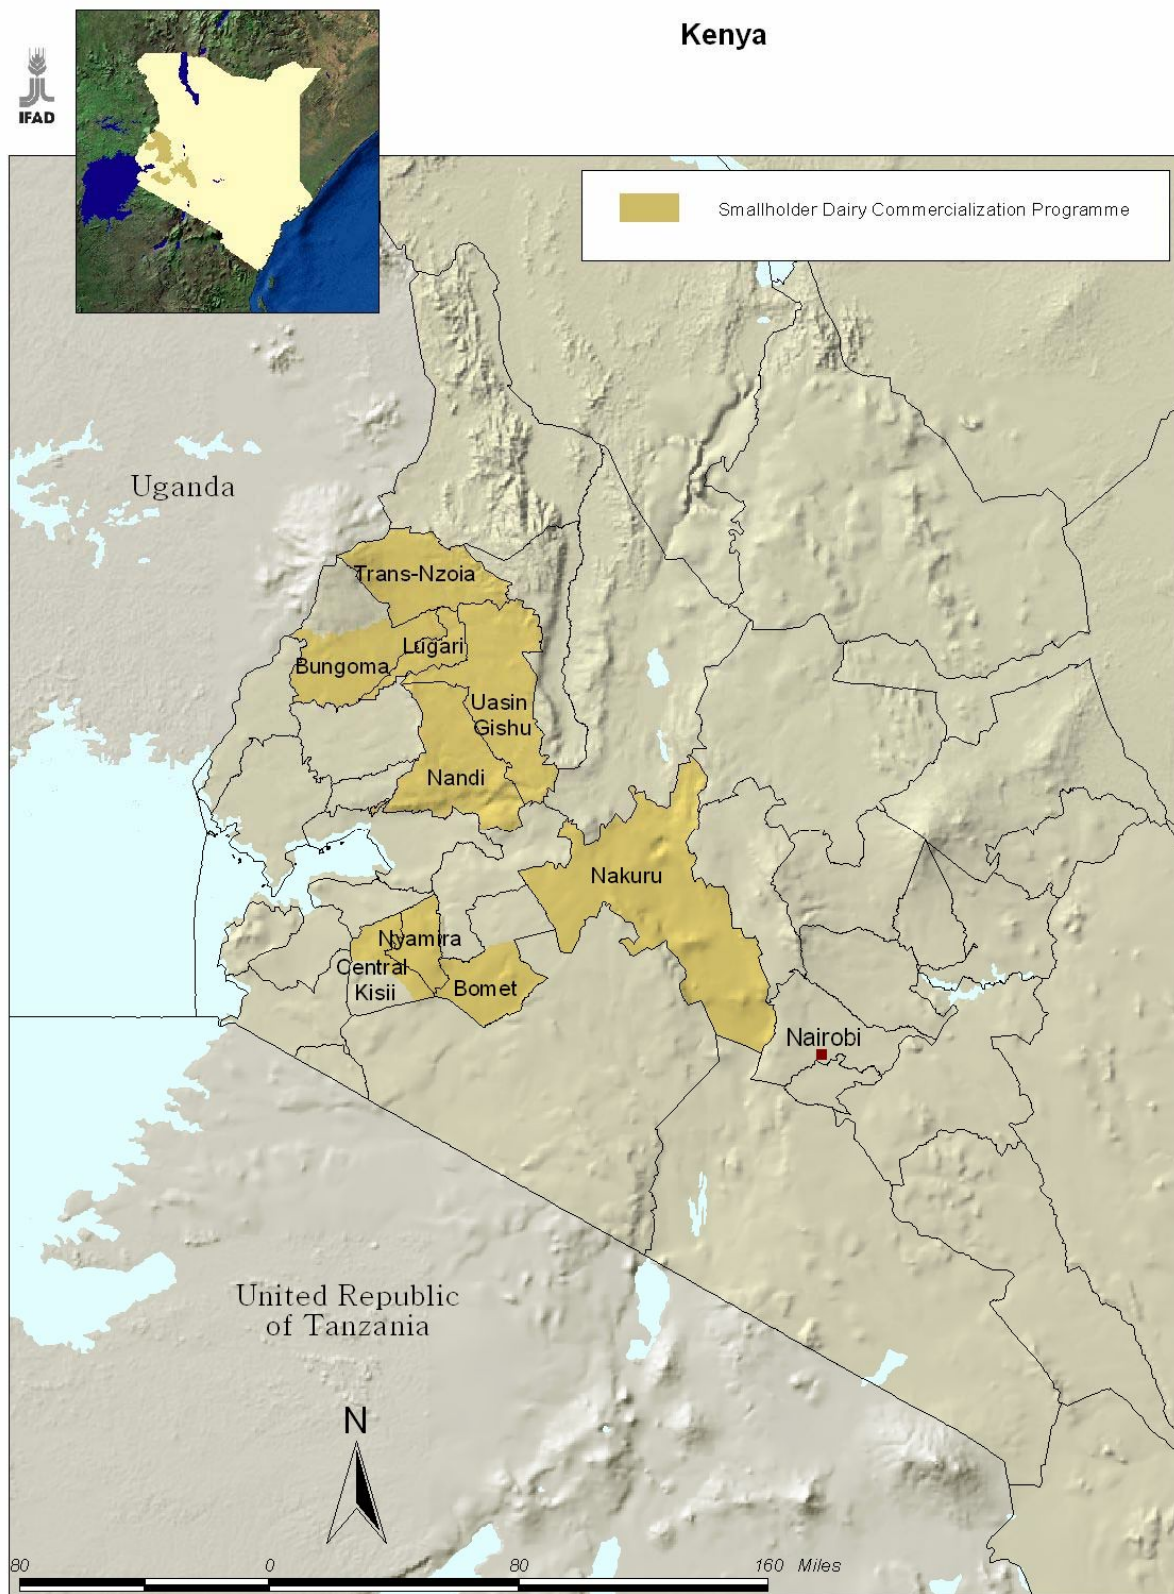 Kenya
IFAD
Smallholder Dairy Commercialization Programme
Uganda
Trans-Nzoia
Lugari
Bungoma
Uasin
Gishu
Nandi
Nakuru
Nyamira
Central
Kisii
Bomet
Nairobi
United Republic
of Tanzania
N
80 0 80 160 Miles